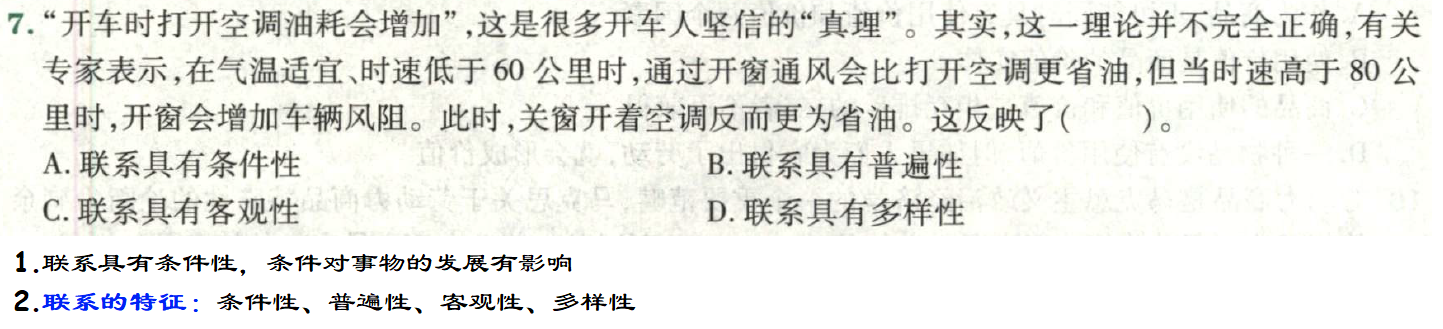 7.“开车时打开空调油耗会增加”,这是很多开车人坚信的“真理”。其实,这一理论并不完全正确,有关
专家表示,在气温适宜、时速低于60公里时,通过开窗通风会比打开空调更省油,但当时速高于80公
里时,开窗会增加车辆风阻。此时,关窗开着空调反而更为省油。这反映了(  )。
A. 联系具有条件性 B. 联系具有普遍性
C. 联系具有客观性 D. 联系具有多样性
1.联系具有条件性，条件对事物的发展有影响
2.联系的特征：条件性、普遍性、客观性、多样性